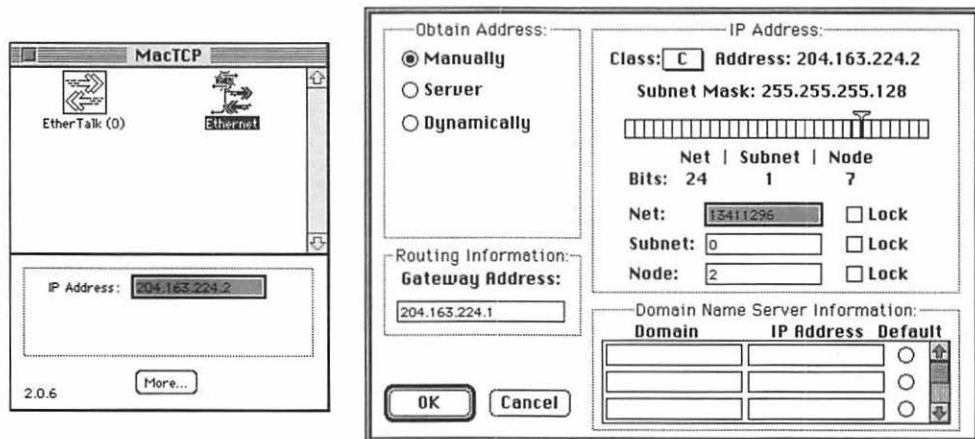 MacTCP
EtherTalk (0)
Ethernet
IP Address: 204.163.224.2
More...
2.0.6
Obtain Address:
Manually
Server
Dynamically
Routing Information:
Gateway Address:
204.163.224.1
OK
Cancel
IP Address:
Class: C Address: 204.163.224.2
Subnet Mask: 255.255.255.128
Net | Subnet | Node
Bits: 24 1 7
Net: 13411296 Lock
Subnet: 0 Lock
Node: 2 Lock
Domain Name Server Information:
Domain IP Address Default